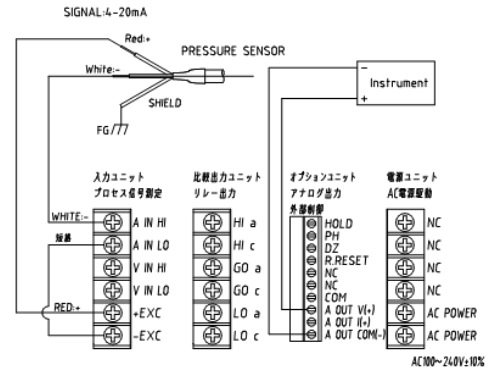 SIGNAL:4-20mA
Red:+
PRESSURE SENSOR
White:-
SHIELD
FG
-
Instrument
+
入力ユニット
プロセス信号測定
比較出力ユニット
リレー出力
オプションユニット
アナログ出力
外部制御
電源ユニット
AC電源駆動
WHITE:-
短絡
RED:+
A IN HI
A IN LO
V IN HI
V IN LO
+EXC
-EXC
HI a
HI c
GO a
GO c
LO a
LO c
HOLD
PH
DZ
R.RESET
NC
NC
COM
A OUT V(+)
A OUT I(+)
A OUT COM(-)
NC
NC
NC
NC
AC POWER
AC POWER
AC100~240V±10%